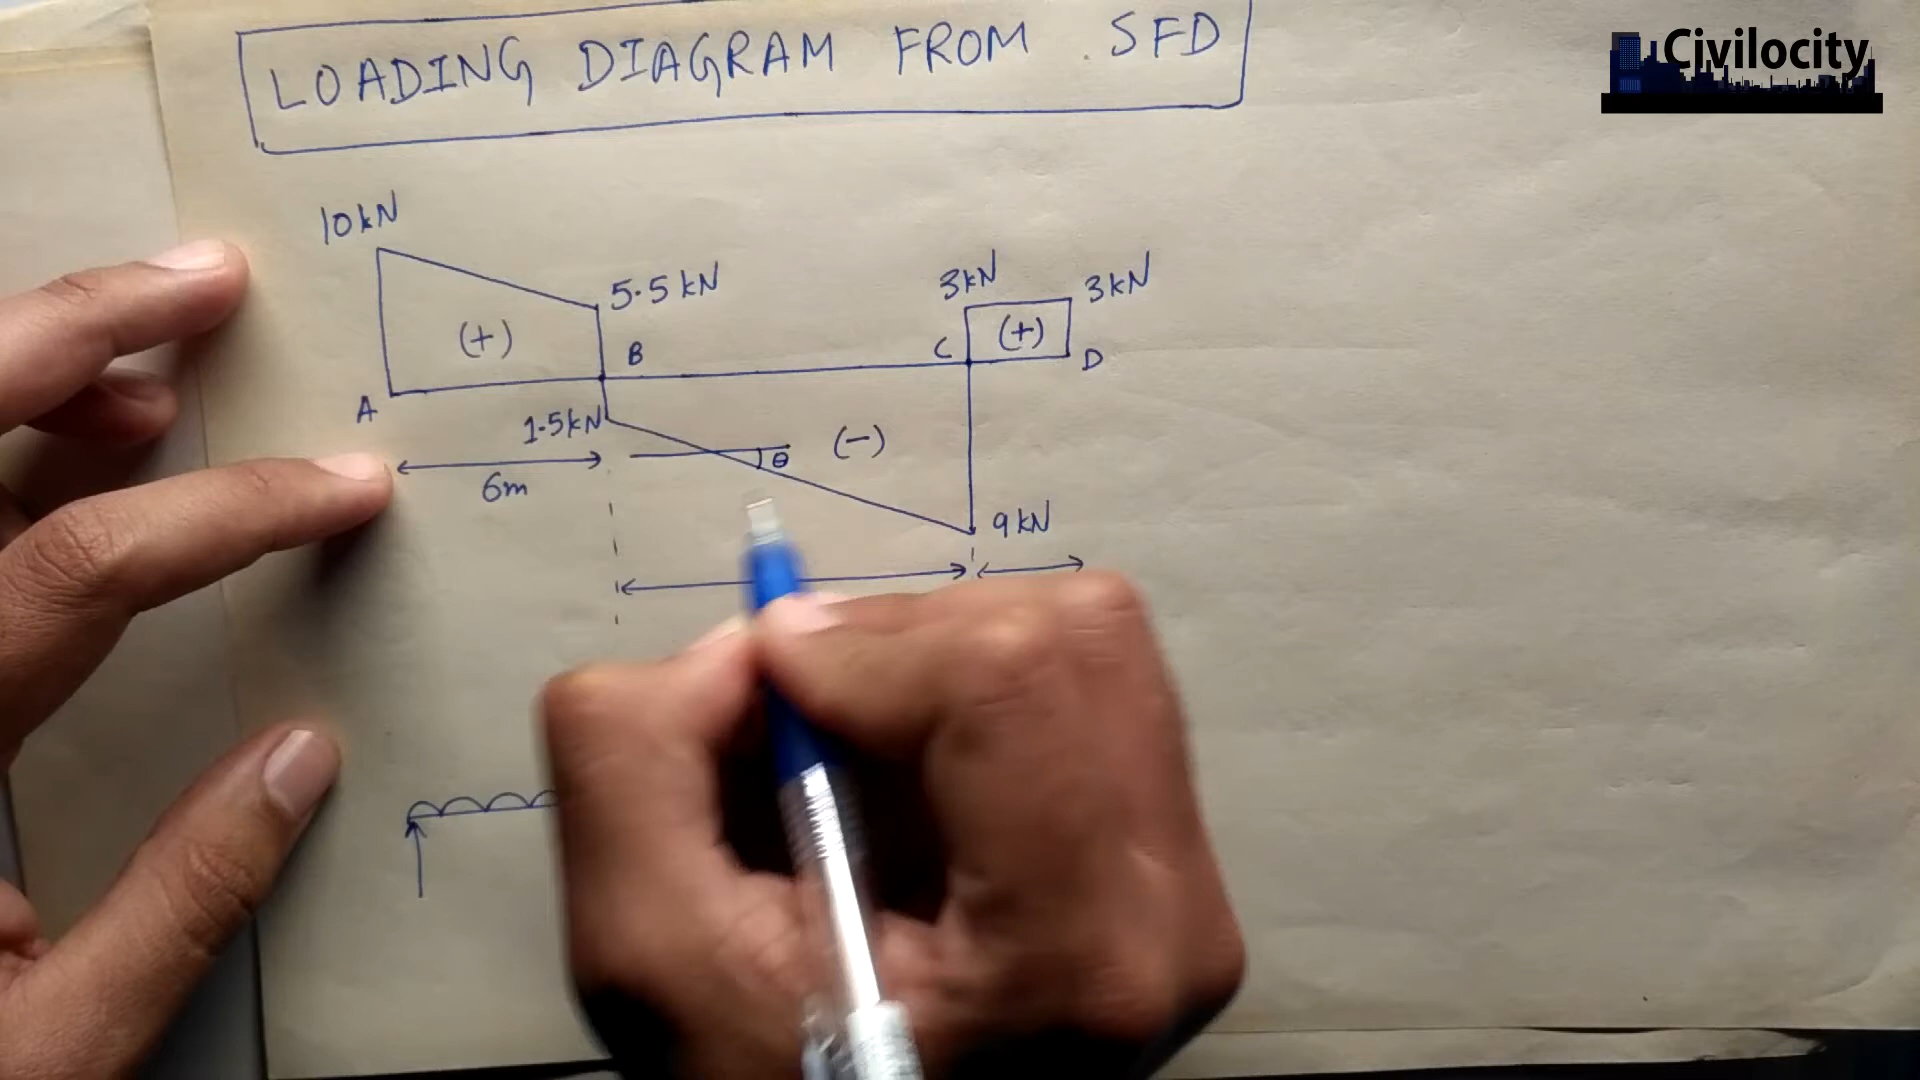 LOADING DIAGRAM FROM SFD
Civilocity
10kN
5.5kN
3kN
3kN
(+)
(+)
B
C
D
A
1.5kN
(-)
θ
6m
9kN